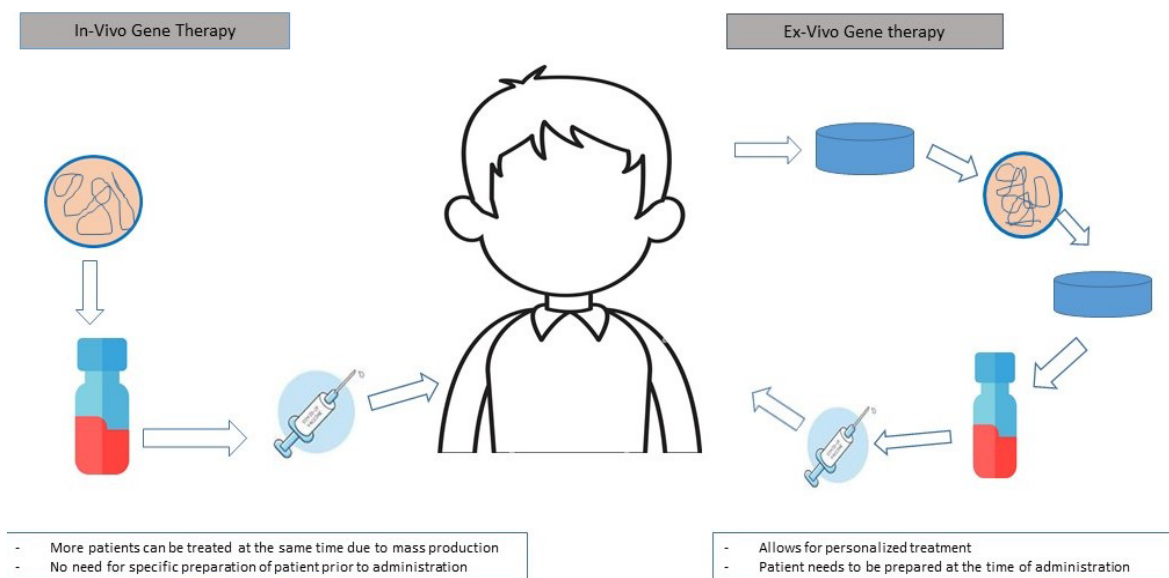 In-Vivo Gene Therapy
Ex-Vivo Gene therapy
- More patients can be treated at the same time due to mass production
- No need for specific preparation of patient prior to administration
- Allows for personalized treatment
- Patient needs to be prepared at the time of administration